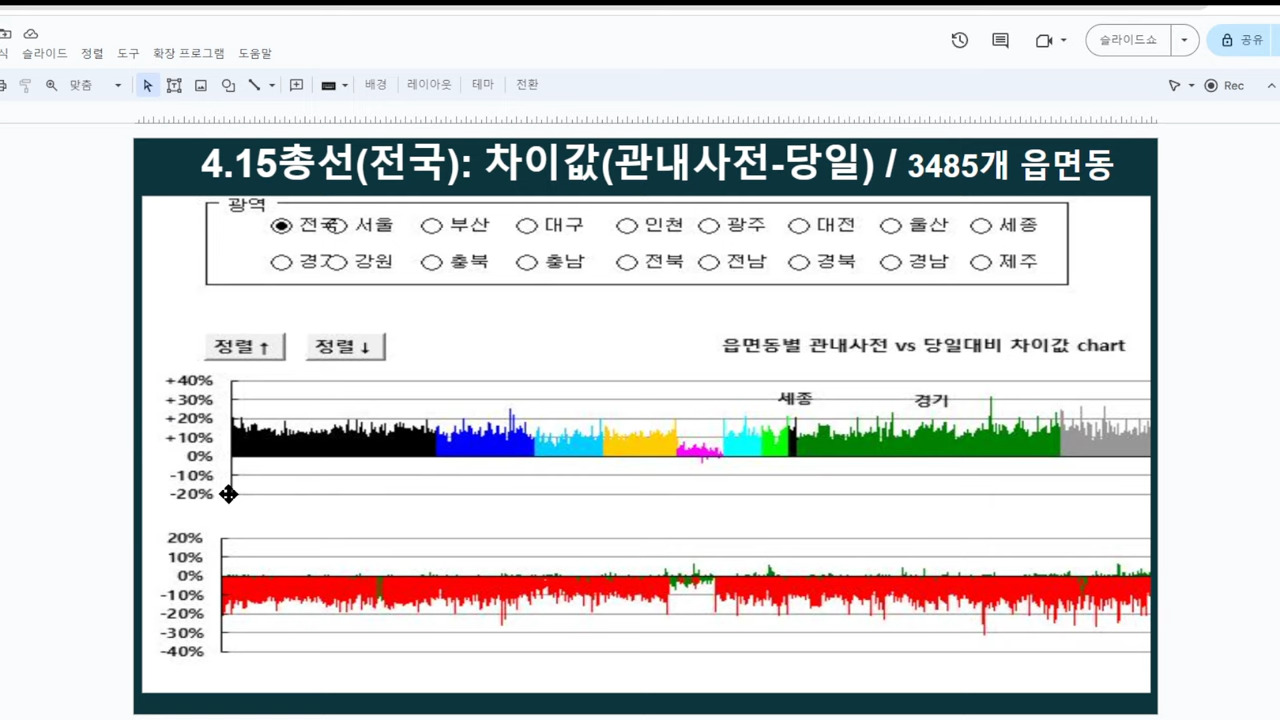 식 슬라이드 정렬 도구 확장 프로그램 도움말
슬라이드쇼
공유
맞춤
배경 레이아웃 테마 전환
Rec
4.15총선(전국): 차이값(관내사전-당일) / 3485개 읍면동
광역
전국 서울 부산 대구 인천 광주 대전 울산 세종
경기 강원 충북 충남 전북 전남 경북 경남 제주
정렬↑ 정렬↓ 읍면동별 관내사전 vs 당일대비 차이값 chart
+40%
+30% 세종 경기
+20%
+10%
0%
-10%
-20%
20%
10%
0%
-10%
-20%
-30%
-40%